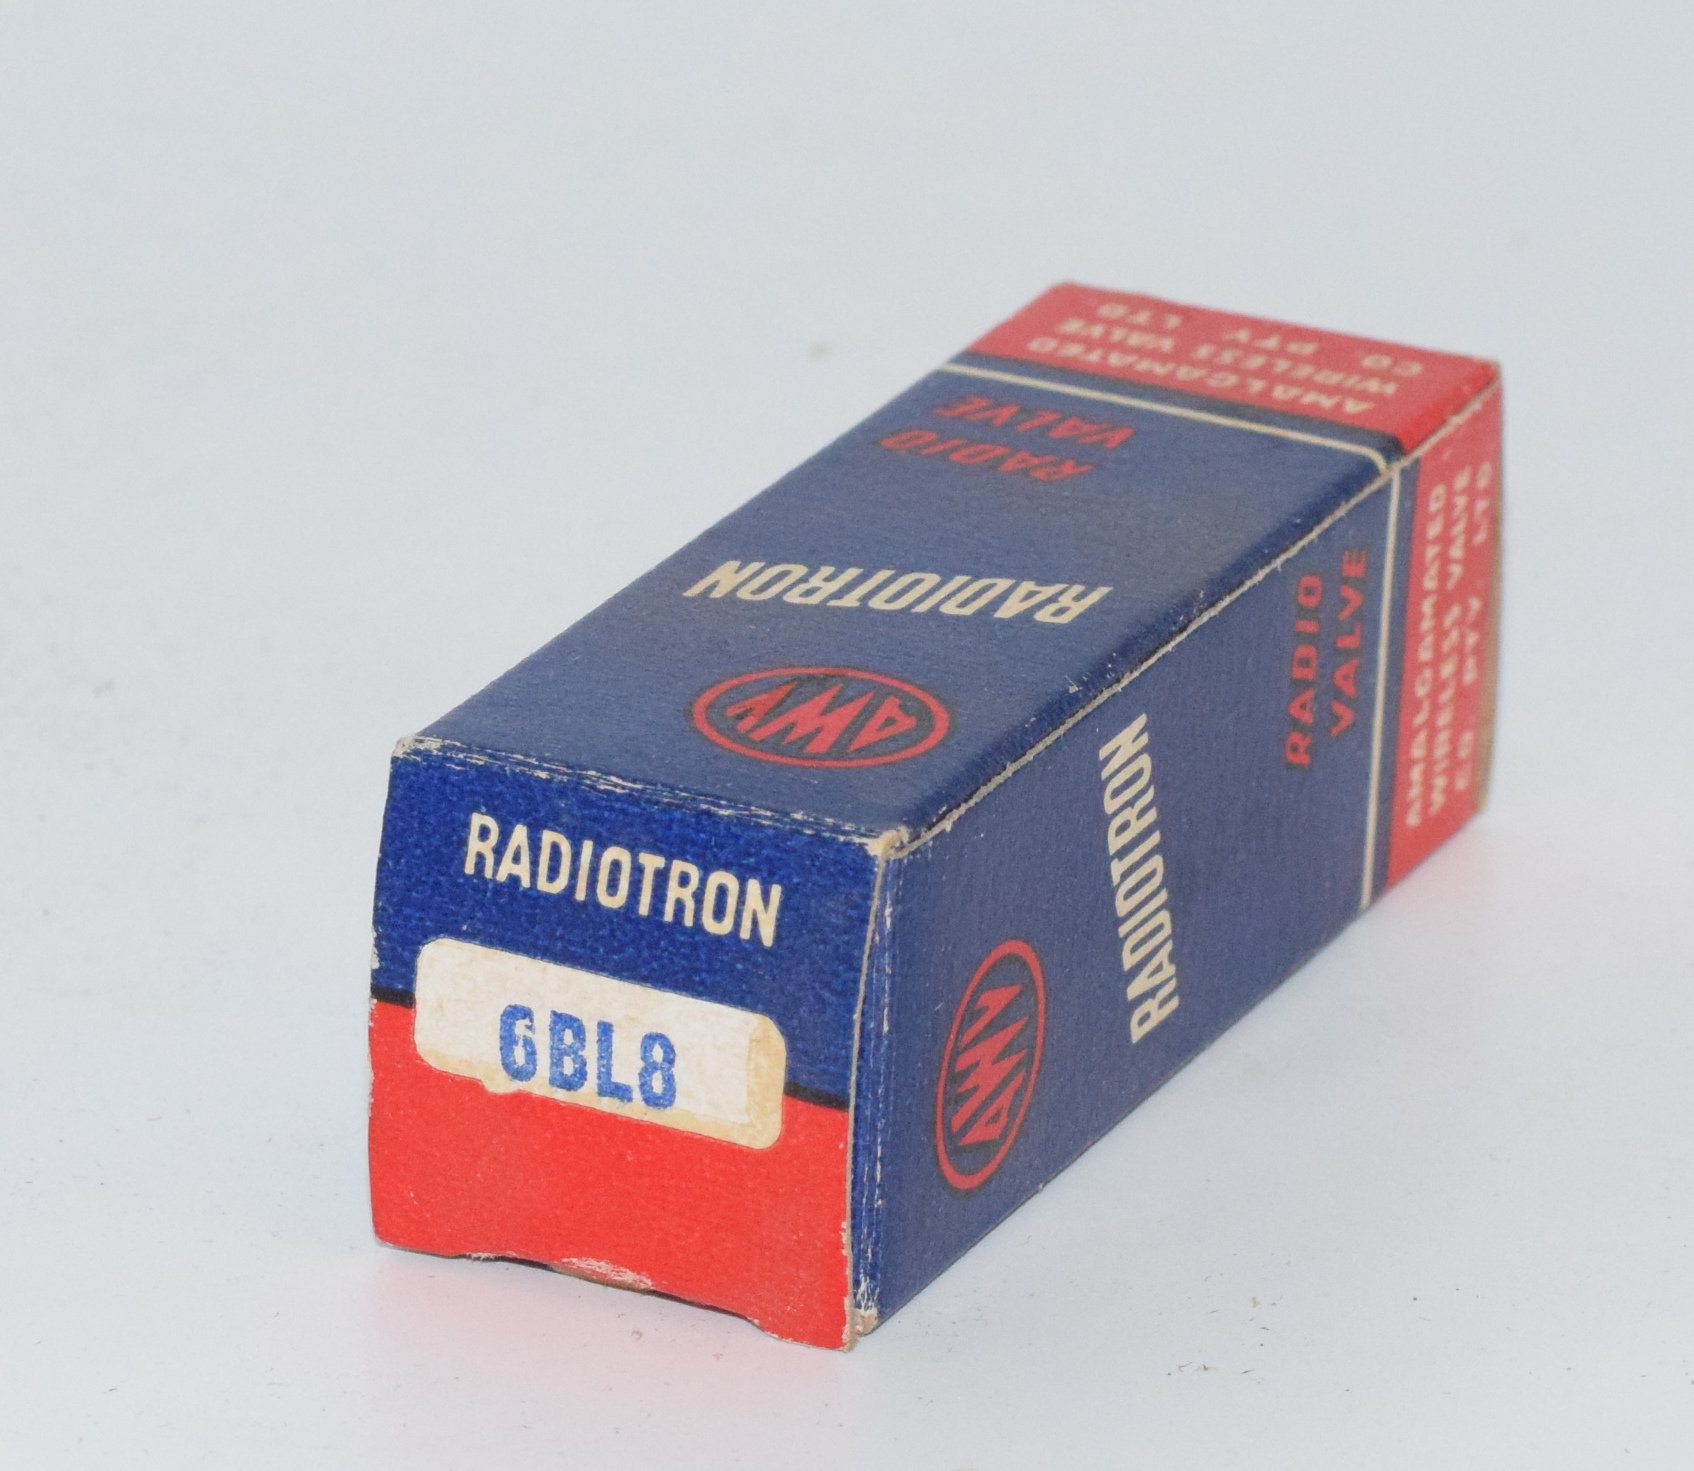 RADIOTRON
6BL8
AWV
RADIOTRON
RADIO
VALVE
AMALGAMATED
WIRELESS VALVE
CO PTY LTD
AWV
RADIOTRON
RADIO
VALVE
AMALGAMATED
WIRELESS VALVE
CO PTY LTD